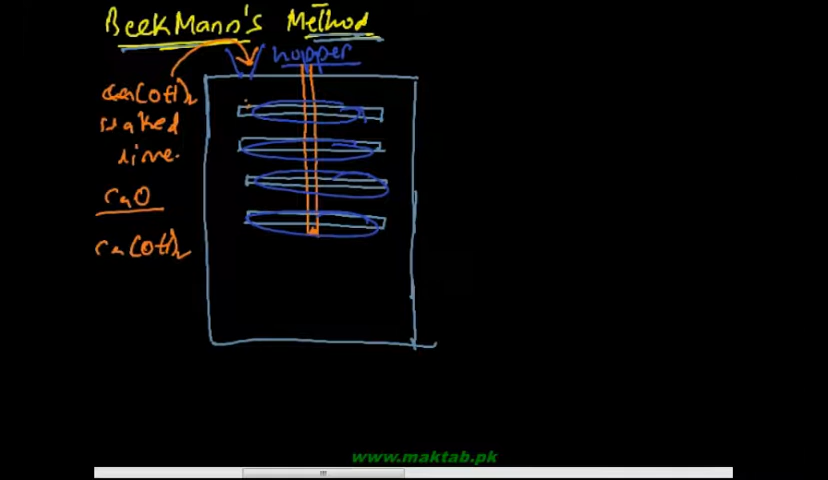 BeekMann's Method
hopper
Ca(OH)2
slaked
lime.
CaO
Ca(OH)2
www.maktab.pk